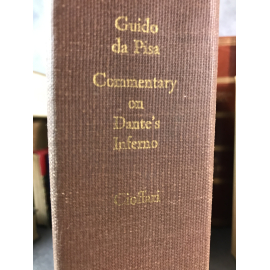 Guido
da Pisa
Commentary
on
Dante's
Inferno
Cioffari